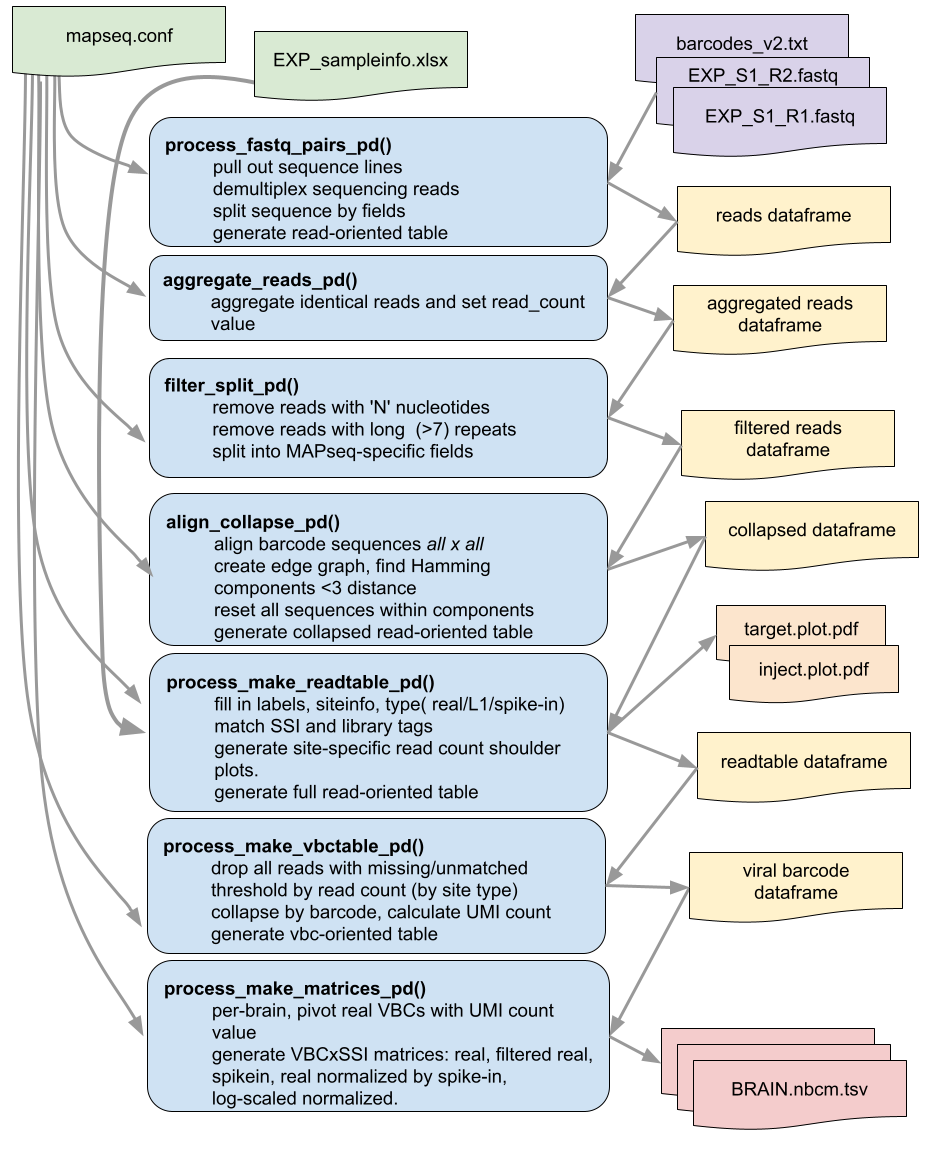 mapseq.conf
EXP_sampleinfo.xlsx
barcodes_v2.txt
EXP_S1_R2.fastq
EXP_S1_R1.fastq
process_fastq_pairs_pd()
pull out sequence lines
demultiplex sequencing reads
split sequence by fields
generate read-oriented table
reads dataframe
aggregate_reads_pd()
aggregate identical reads and set read_count
value
aggregated reads
dataframe
filter_split_pd()
remove reads with 'N' nucleotides
remove reads with long  (>7) repeats
split into MAPseq-specific fields
filtered reads
dataframe
align_collapse_pd()
align barcode sequences all x all
create edge graph, find Hamming
components <3 distance
reset all sequences within components
generate collapsed read-oriented table
collapsed dataframe
target.plot.pdf
inject.plot.pdf
process_make_readtable_pd()
fill in labels, siteinfo, type( real/L1/spike-in)
match SSI and library tags
generate site-specific read count shoulder
plots.
generate full read-oriented table
readtable dataframe
process_make_vbctable_pd()
drop all reads with missing/unmatched
threshold by read count (by site type)
collapse by barcode, calculate UMI count
generate vbc-oriented table
viral barcode
dataframe
process_make_matrices_pd()
per-brain, pivot real VBCs with UMI count
value
generate VBCxSSI matrices: real, filtered real,
spikein, real normalized by spike-in,
log-scaled normalized.
BRAIN.nbcm.tsv